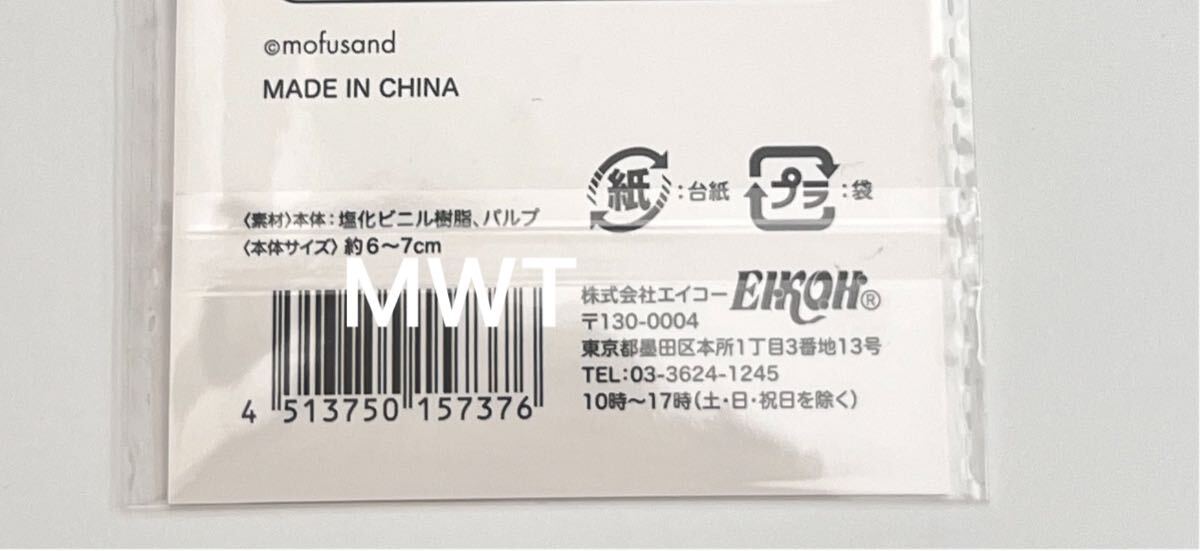 ©mofusand
MADE IN CHINA
紙:台紙
プラ:袋
〈素材〉本体:塩化ビニル樹脂、パルプ
〈本体サイズ〉約6〜7cm
MWT
4 513750 157376
株式会社エイコー EIKOH®
〒130-0004
東京都墨田区本所1丁目3番地13号
TEL:03-3624-1245
10時〜17時(土・日・祝日を除く)